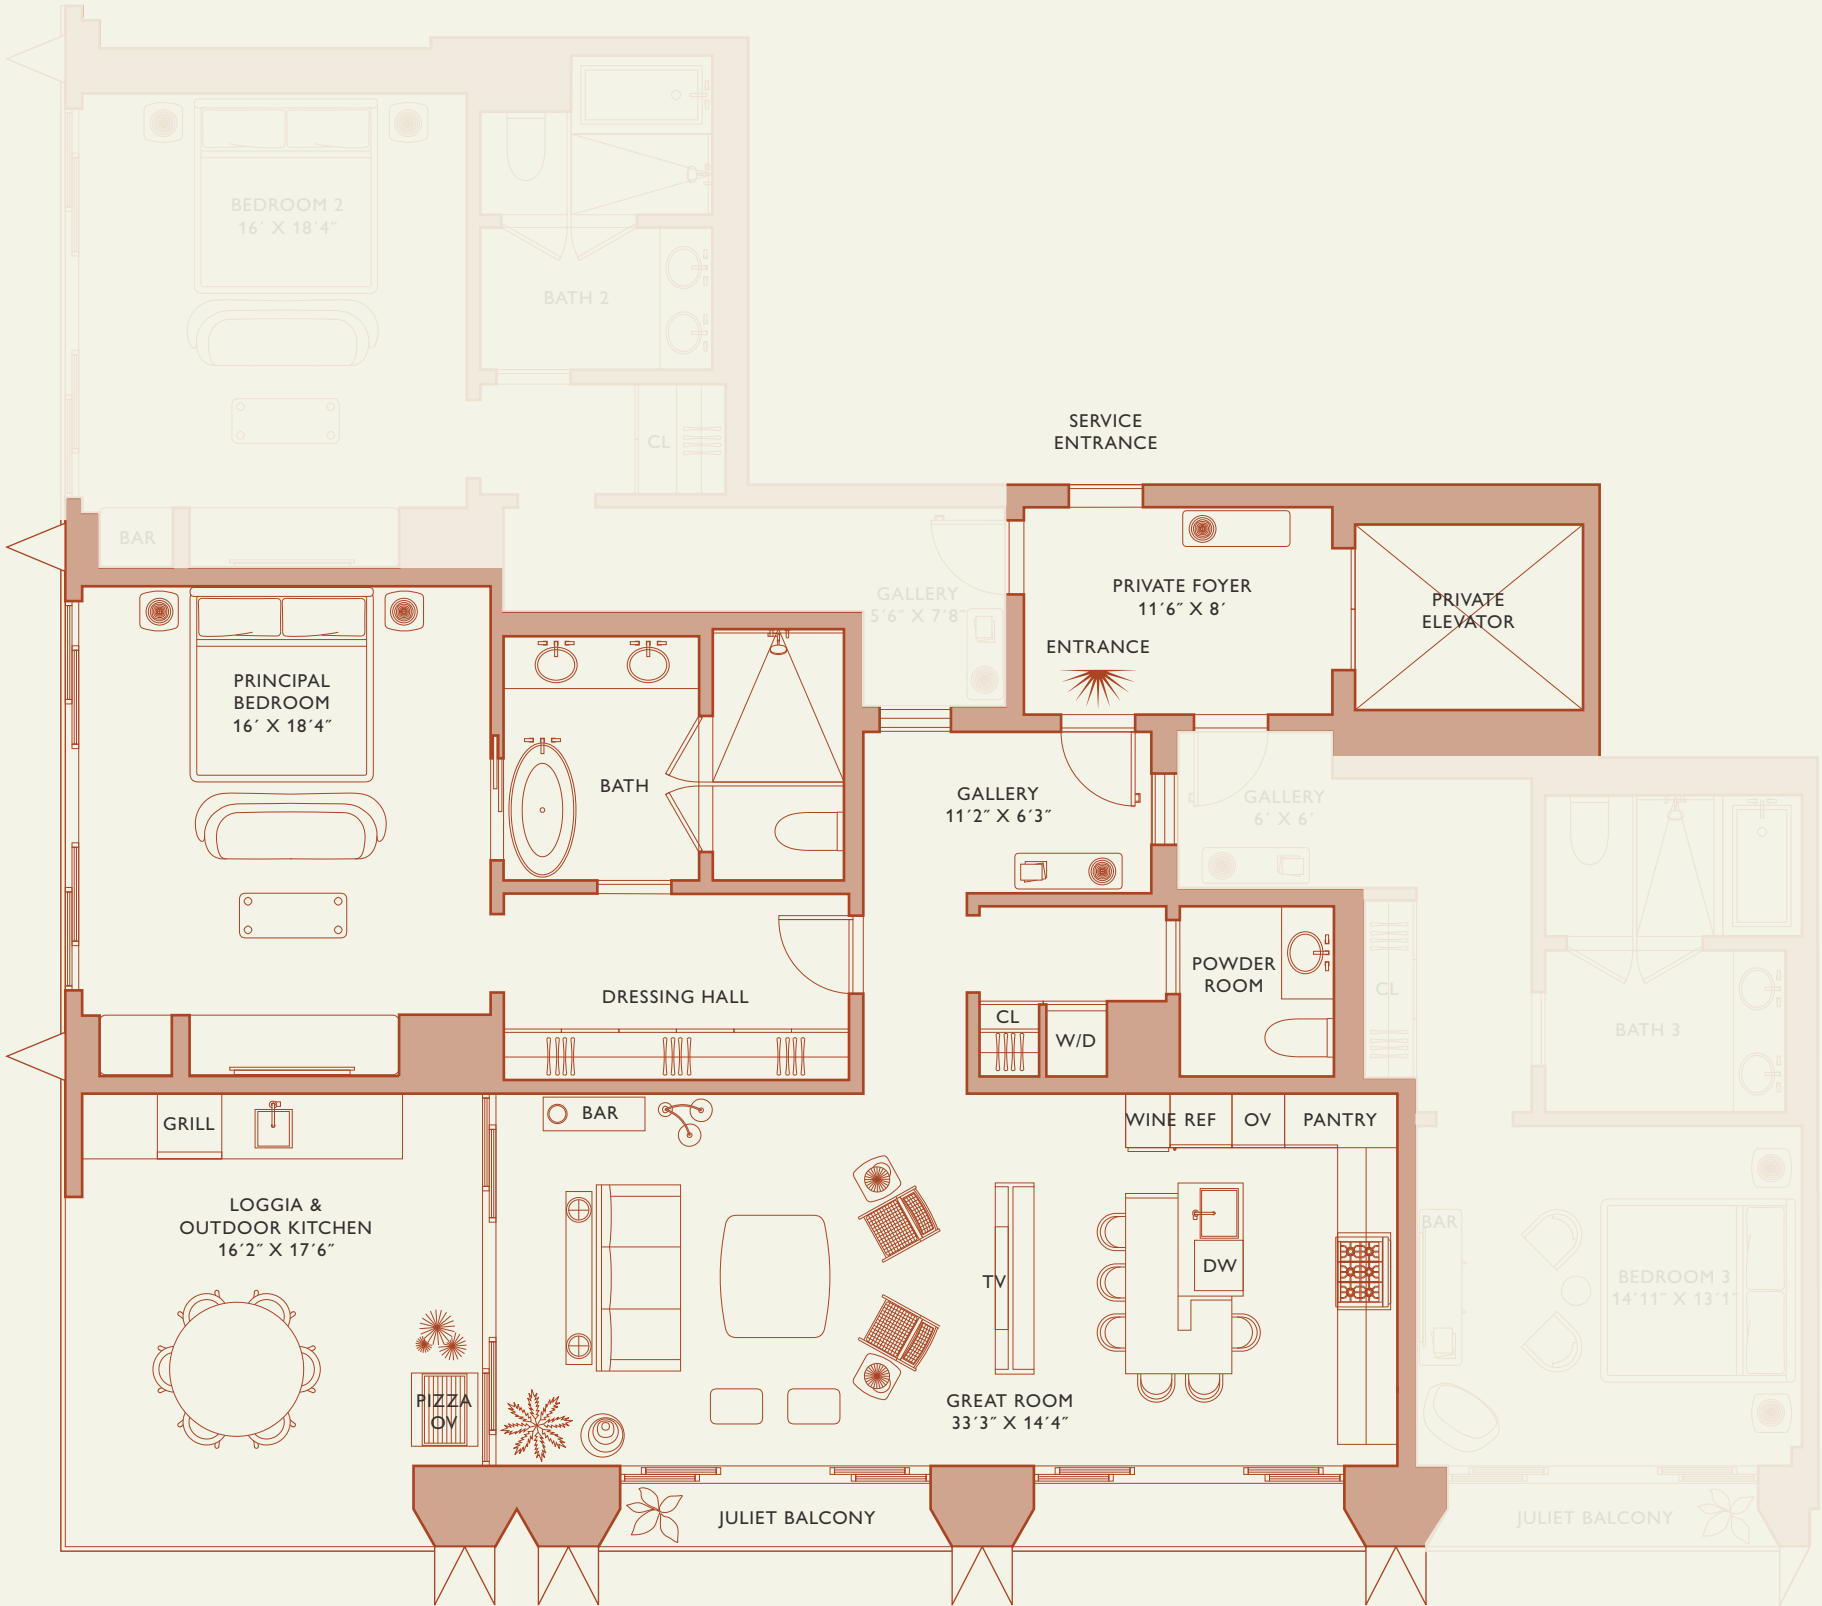 BEDROOM 2
16′ X 18′4″
BATH 2
CL
BAR
SERVICE
ENTRANCE
GALLERY
5′6″ X 7′8″
PRIVATE FOYER
11′6″ X 8′
ENTRANCE
PRIVATE
ELEVATOR
PRINCIPAL
BEDROOM
16′ X 18′4″
BATH
GALLERY
11′2″ X 6′3″
GALLERY
6′ X 6′
DRESSING HALL
POWDER
ROOM
CL
W/D
CL
BATH 3
GRILL
BAR
WINE REF
OV
PANTRY
LOGGIA &
OUTDOOR KITCHEN
16′2″ X 17′6″
TV
DW
BAR
BEDROOM 3
14′11″ X 13′1″
PIZZA
OV
GREAT ROOM
33′3″ X 14′4″
JULIET BALCONY
JULIET BALCONY